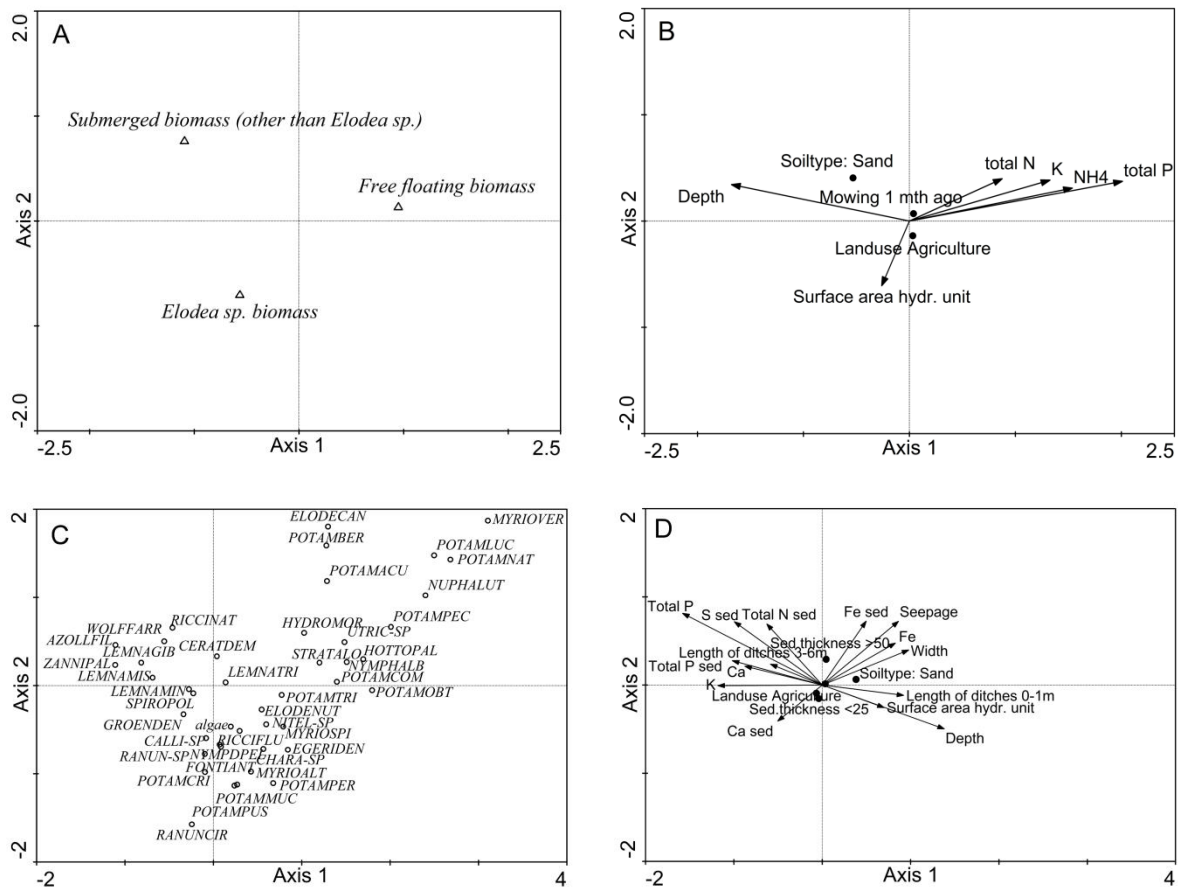 A
2.0
Submerged biomass (other than Elodea sp.)
Free floating biomass
Elodea sp. biomass
Axis 2
-2.0
-2.5
Axis 1
2.5
B
2.0
Soiltype: Sand
total N
K
NH4
total P
Depth
Mowing 1 mth ago
Landuse Agriculture
Surface area hydr. unit
Axis 2
-2.0
-2.5
Axis 1
2.5
C
2
ELODECAN
MYRIOVER
POTAMBER
POTAMLUC
POTAMNAT
POTAMACU
NUPHALUT
RICCINAT
HYDROMOR
POTAMPEC
WOLFFARR
UTRIC-SP
AZOLLFIL
CERATDEM
LEMNAGIB
STRATALO
HOTTOPAL
ZANNIPAL
NYMPHALB
LEMNAMIS
LEMNATRI
POTAMCOM
LEMNAMIN
POTAMTRI
POTAMOBT
SPIROPOL
ELODENUT
GROENDEN
algae
NITEL-SP
MYRIOSPI
CALLI-SP
RICCIFLU
EGERIDEN
RANUN-SP
NYMPDPEL
CHARA-SP
FONTIANT
MYRIOALT
POTAMCRI
POTAMPER
POTAMMUC
POTAMPUS
RANUNCIR
Axis 2
-2
-2
Axis 1
4
D
2
Total P
S sed
Total N sed
Fe sed
Seepage
Sed.thickness >50
Fe
Width
Length of ditches 3-6m
Total P sed
Ca
Soiltype: Sand
K
Landuse Agriculture
Length of ditches 0-1m
Sed.thickness <25
Surface area hydr. unit
Ca sed
Depth
Axis 2
-2
-2
Axis 1
4